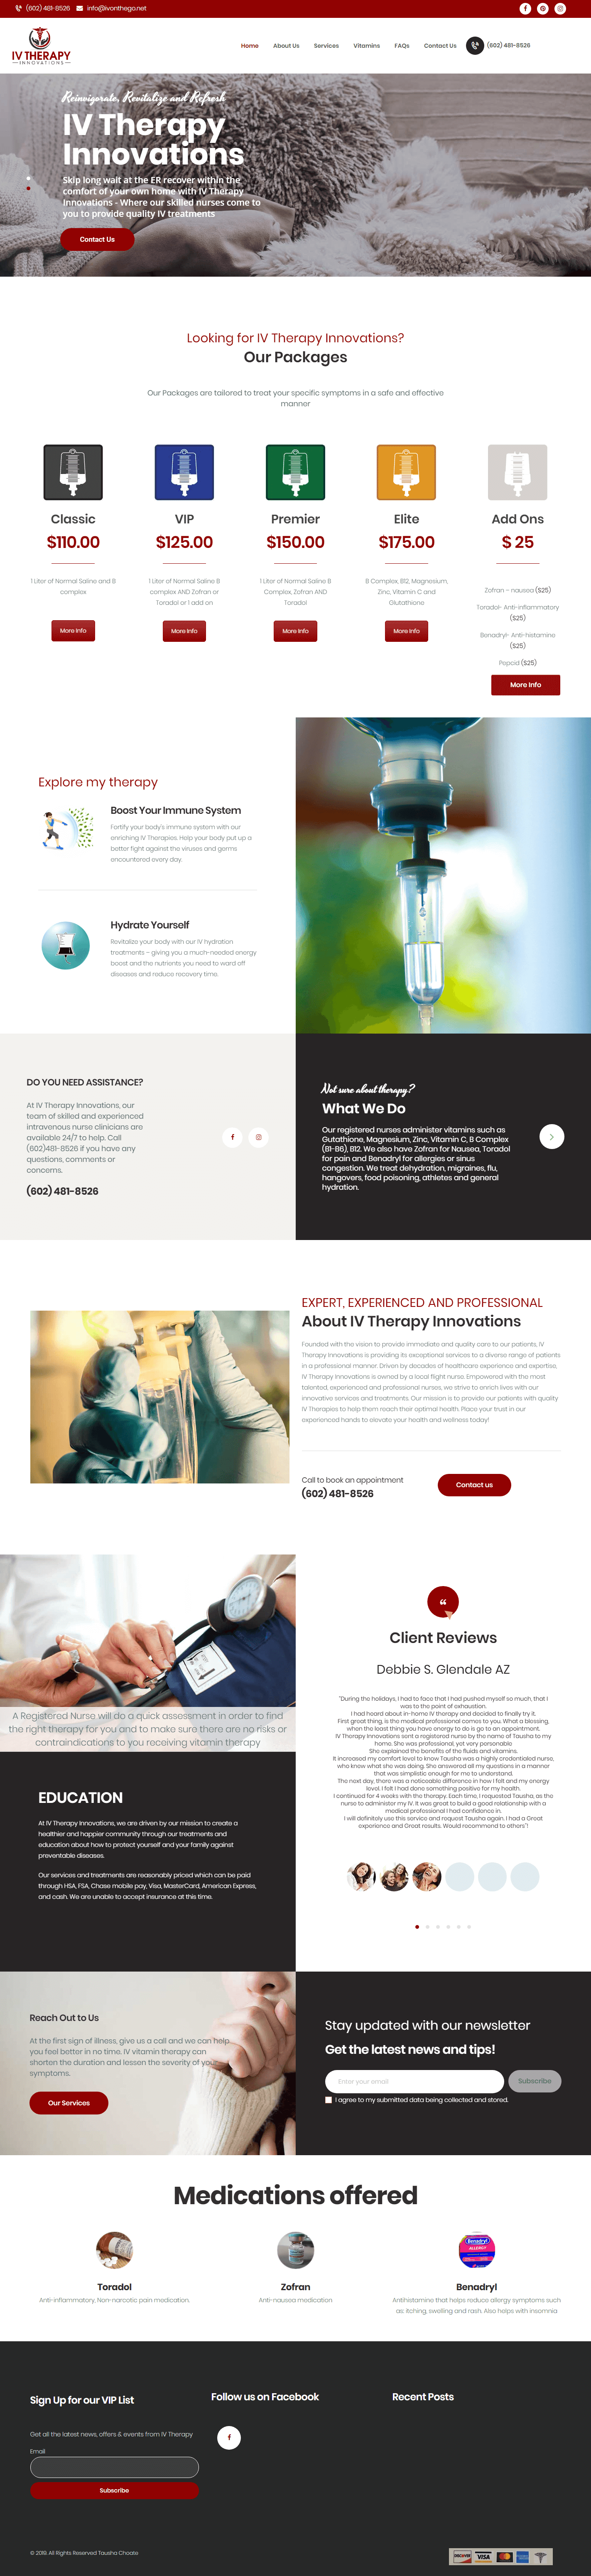 (602) 481-8526 info@ivonthego.net
IV THERAPY
INNOVATIONS
Home About Us Services Vitamins FAQs Contact Us (602) 481-8526
Reinvigorate, Revitalize and Refresh
IV Therapy
Innovations
Skip long wait at the ER recover within the
comfort of your own home with IV Therapy
Innovations - Where our skilled nurses come to
you to provide quality IV treatments
Contact Us
Looking for IV Therapy Innovations?
Our Packages
Our Packages are tailored to treat your specific symptoms in a safe and effective
manner
Classic
$110.00
1 Liter of Normal Saline and B
complex
More Info
VIP
$125.00
1 Liter of Normal Saline B
complex AND Zofran or
Toradol or 1 add on
More Info
Premier
$150.00
1 Liter of Normal Saline B
Complex, Zofran AND
Toradol
More Info
Elite
$175.00
B Complex, B12, Magnesium,
Zinc, Vitamin C and
Glutathione
More Info
Add Ons
$ 25
Zofran – nausea ($25)
Toradol- Anti-inflammatory
($25)
Benadryl- Anti-histamine
($25)
Pepcid ($25)
More Info
Explore my therapy
Boost Your Immune System
Fortify your body's immune system with our
enriching IV Therapies. Help your body put up a
better fight against the viruses and germs
encountered every day.
Hydrate Yourself
Revitalize your body with our IV hydration
treatments – giving you a much-needed energy
boost and the nutrients you need to ward off
diseases and reduce recovery time.
DO YOU NEED ASSISTANCE?
At IV Therapy Innovations, our
team of skilled and experienced
intravenous nurse clinicians are
available 24/7 to help. Call
(602)481-8526 if you have any
questions, comments or
concerns.
(602) 481-8526
Not sure about therapy?
What We Do
Our registered nurses administer vitamins such as
Gutathione, Magnesium, Zinc, Vitamin C, B Complex
(B1-B6), B12. We also have Zofran for Nausea, Toradol
for pain and Benadryl for allergies or sinus
congestion. We treat dehydration, migraines, flu,
hangovers, food poisoning, athletes and general
hydration.
EXPERT, EXPERIENCED AND PROFESSIONAL
About IV Therapy Innovations
Founded with the vision to provide immediate and quality care to our patients, IV
Therapy Innovations is providing its exceptional services to a diverse range of patients
in a professional manner. Driven by decades of healthcare experience and expertise,
IV Therapy Innovations is owned by a local flight nurse. Empowered with the most
talented, experienced and professional nurses, we strive to enrich lives with our
innovative services and treatments. Our mission is to provide our patients with quality
IV Therapies to help them reach their optimal health. Place your trust in our
experienced hands to elevate your health and wellness today!
Call to book an appointment
(602) 481-8526
Contact us
A Registered Nurse will do a quick assessment in order to find
the right therapy for you and to make sure there are no risks or
contraindications to you receiving vitamin therapy
EDUCATION
At IV Therapy Innovations, we are driven by our mission to create a
healthier and happier community through our treatments and
education about how to protect yourself and your family against
preventable diseases.
Our services and treatments are reasonably priced which can be paid
through HSA, FSA, Chase mobile pay, Visa, MasterCard, American Express,
and cash. We are unable to accept insurance at this time.
Client Reviews
Debbie S. Glendale AZ
"During the holidays, I had to face that I had pushed myself so much, that I
was to the point of exhaustion.
I had heard about in-home IV therapy and decided to finally try it.
First great thing, is the medical professional comes to you. What a blessing,
when the least thing you have energy to do is go to an appointment.
IV Therapy Innovations sent a registered nurse by the name of Tausha to my
home. She was professional, yet very personable
She explained the benefits of the fluids and vitamins.
It increased my comfort level to know Tausha was a highly credentialed nurse,
who knew what she was doing. She answered all my questions in a manner
that was simplistic enough for me to understand.
The next day, there was a noticeable difference in how I felt and my energy
level. I felt I had done something positive for my health.
I continued for 4 weeks with the therapy. Each time, I requested Tausha, as the
nurse to administer my IV. It was great to build a good relationship with a
medical professional I had confidence in.
I will definitely use this service and request Tausha again. I had a Great
experience and Great results. Would recommend to others"!
Reach Out to Us
At the first sign of illness, give us a call and we can help
you feel better in no time. IV vitamin therapy can
shorten the duration and lessen the severity of your
symptoms.
Our Services
Stay updated with our newsletter
Get the latest news and tips!
Enter your email Subscribe
I agree to my submitted data being collected and stored.
Medications offered
Toradol
Anti-inflammatory, Non-narcotic pain medication.
Zofran
Anti-nausea medication
Benadryl
ALLERGY
Benadryl
Antihistamine that helps reduce allergy symptoms such
as: itching, swelling and rash. Also helps with insomnia
Sign Up for our VIP List
Get all the latest news, offers & events from IV Therapy
Email
Subscribe
Follow us on Facebook
Recent Posts
© 2019. All Rights Reserved Tausha Choate
DISCOVER VISA MasterCard